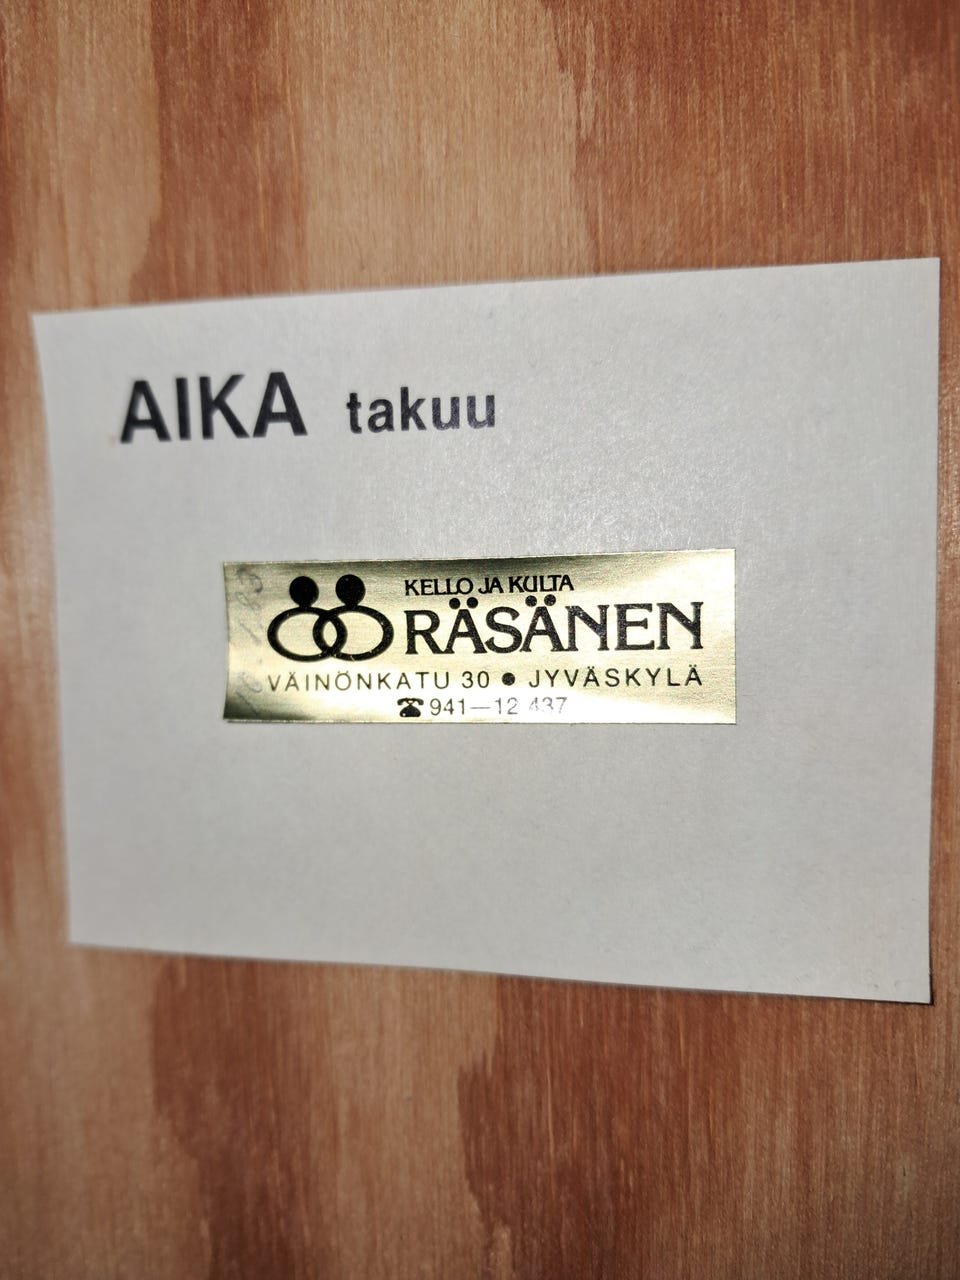 AIKA takuu
KELLO JA KULTA
RÄSÄNEN
VÄINÖNKATU 30 • JYVÄSKYLÄ
☎ 941—12 437